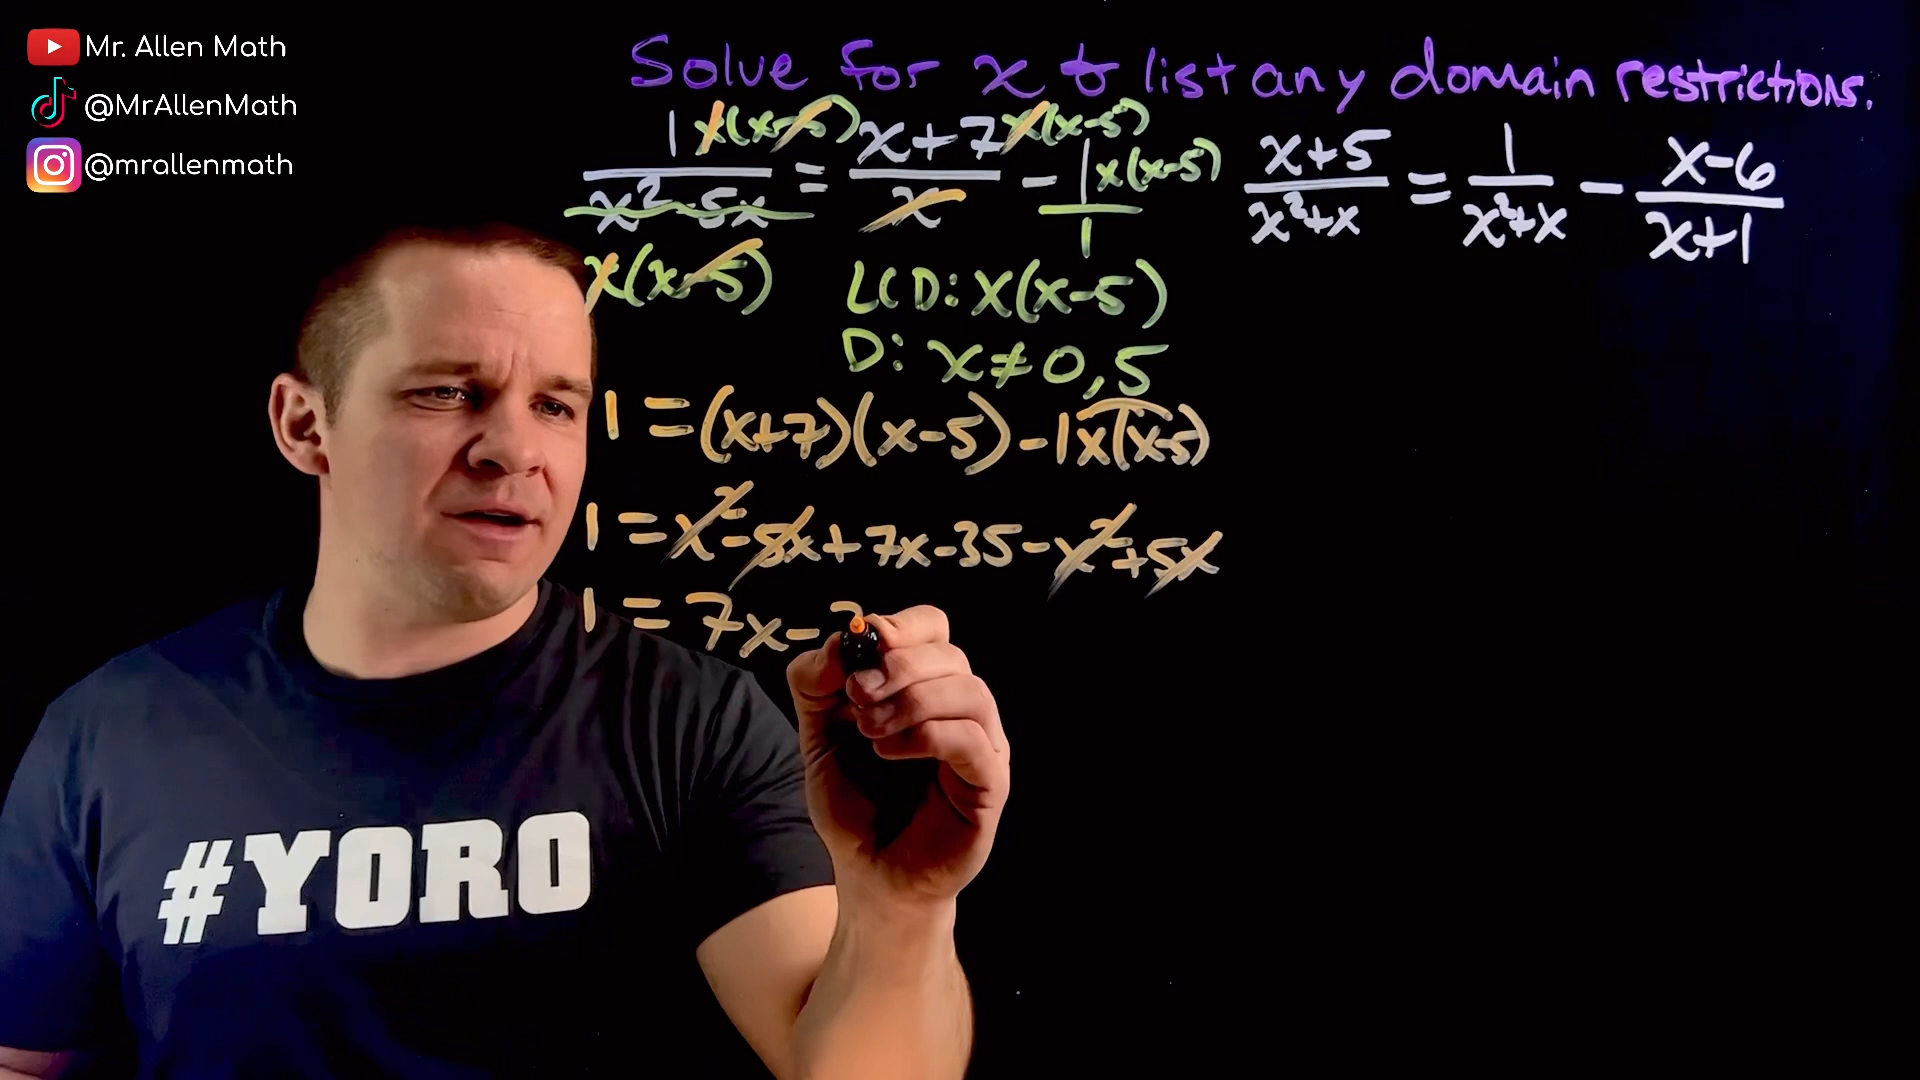 Mr. Allen Math
@MrAllenMath
@mrallenmath
Solve for x & list any domain restrictions.
1x(x-5)/x²-5x = x+7x(x-5)/x - 1x(x-5)/1
x(x-5)
LCD: x(x-5)
D: x≠0,5
1 = (x+7)(x-5)-1x(x-5)
1 = x²-5x+7x-35-x²+5x
1 = 7x-
x+5/x²+x = 1/x²+x - x-6/x+1
#YORO